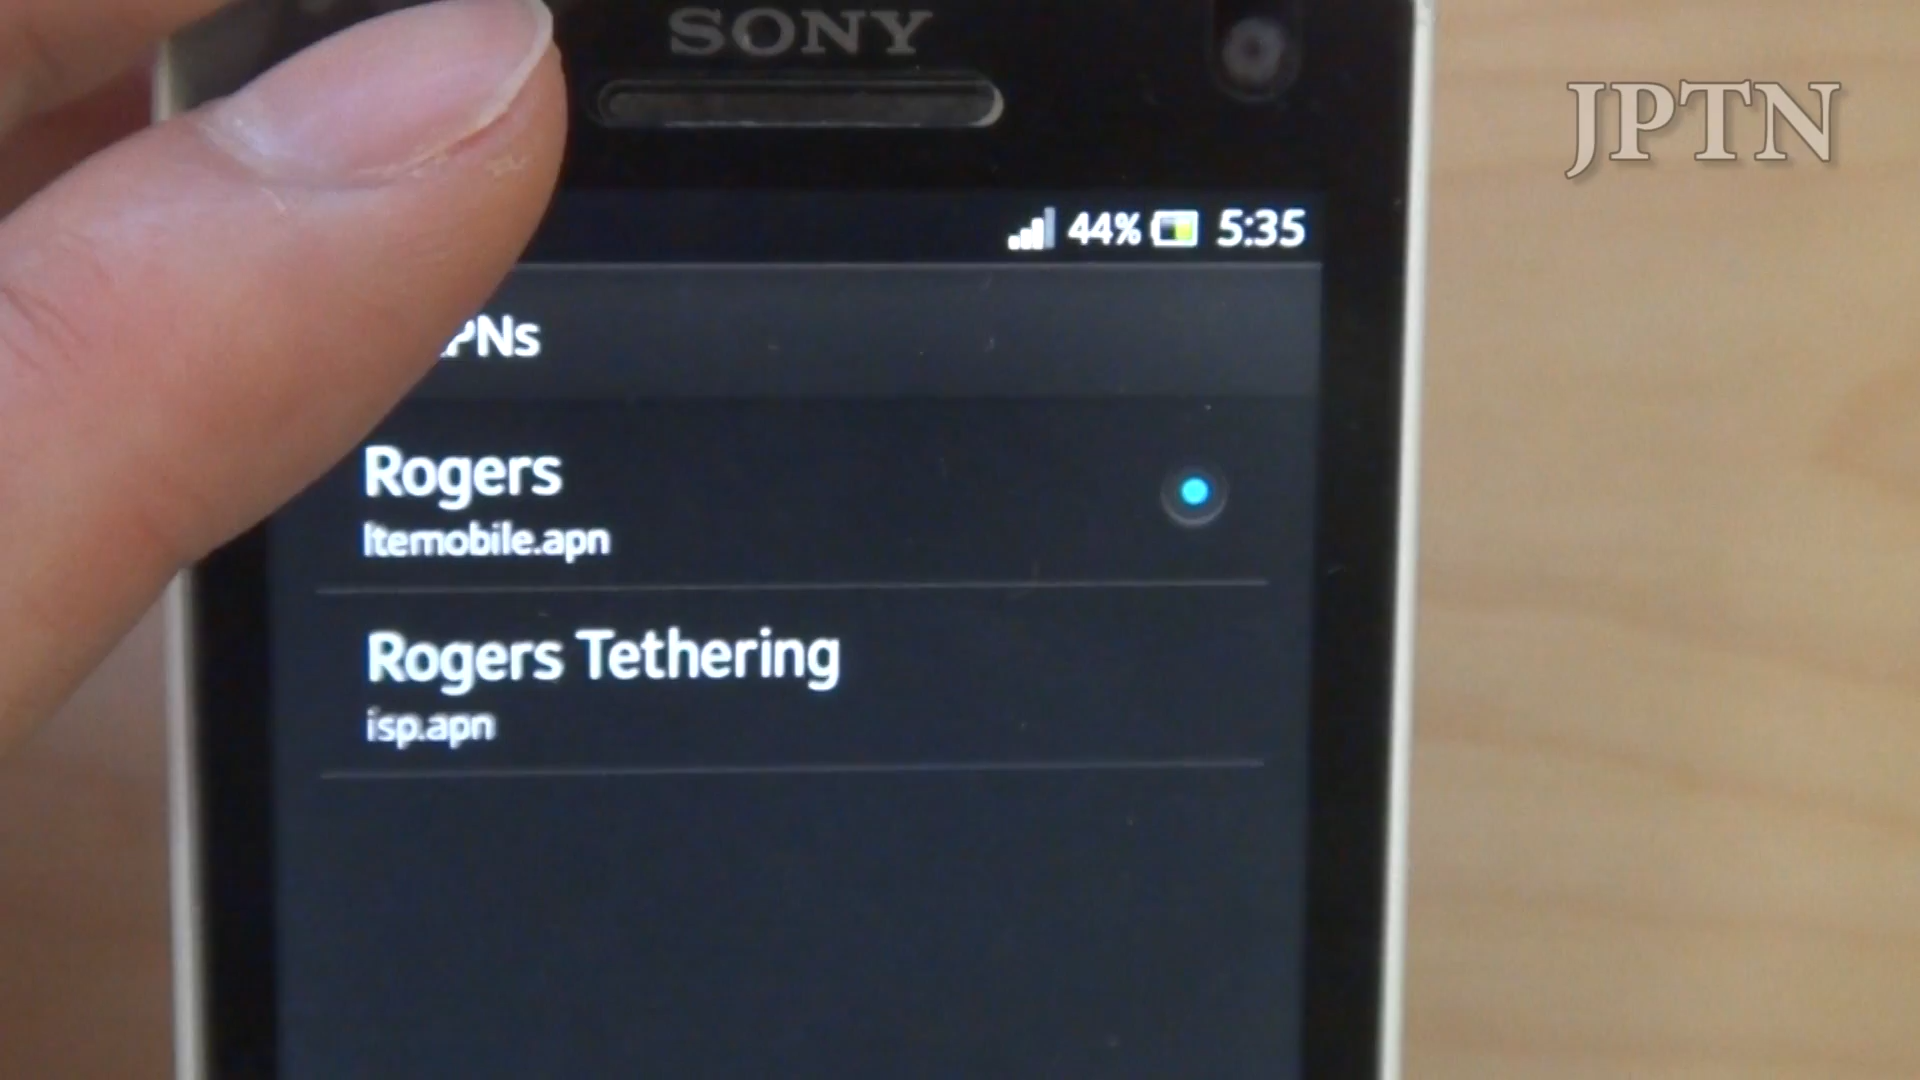 SONY
JPTN
44% 5:35
PNs
Rogers
ltemobile.apn
Rogers Tethering
isp.apn